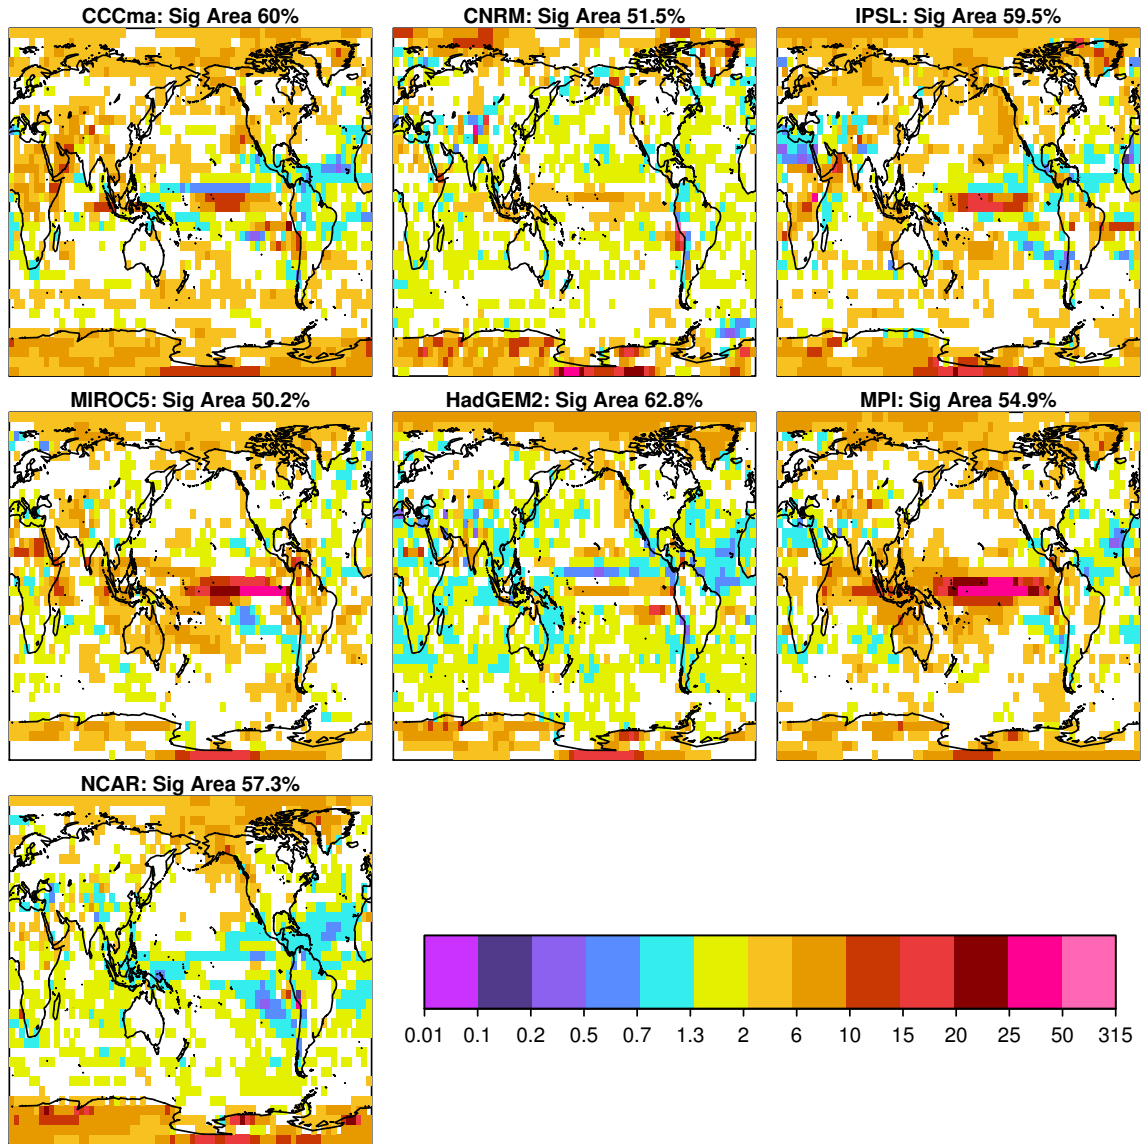 CCCma: Sig Area 60%
CNRM: Sig Area 51.5%
IPSL: Sig Area 59.5%
MIROC5: Sig Area 50.2%
HadGEM2: Sig Area 62.8%
MPI: Sig Area 54.9%
NCAR: Sig Area 57.3%
0.01 0.1 0.2 0.5 0.7 1.3 2 6 10 15 20 25 50 315